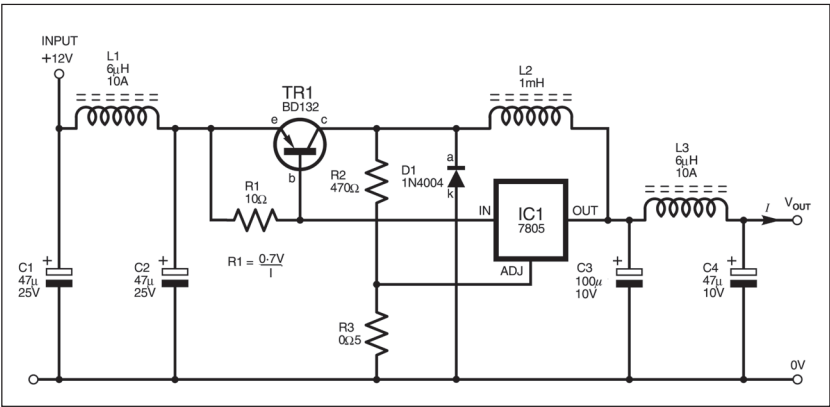 INPUT
+12V
L1
6µH
10A
TR1
BD132
e
c
b
L2
1mH
R1
10Ω
R2
470Ω
D1
1N4004
a
k
IN
IC1
7805
OUT
ADJ
L3
6µH
10A
I
VOUT
R1 = 0·7V
I
+
C1
47µ
25V
+
C2
47µ
25V
R3
0Ω5
+
C3
100µ
10V
+
C4
47µ
10V
0V